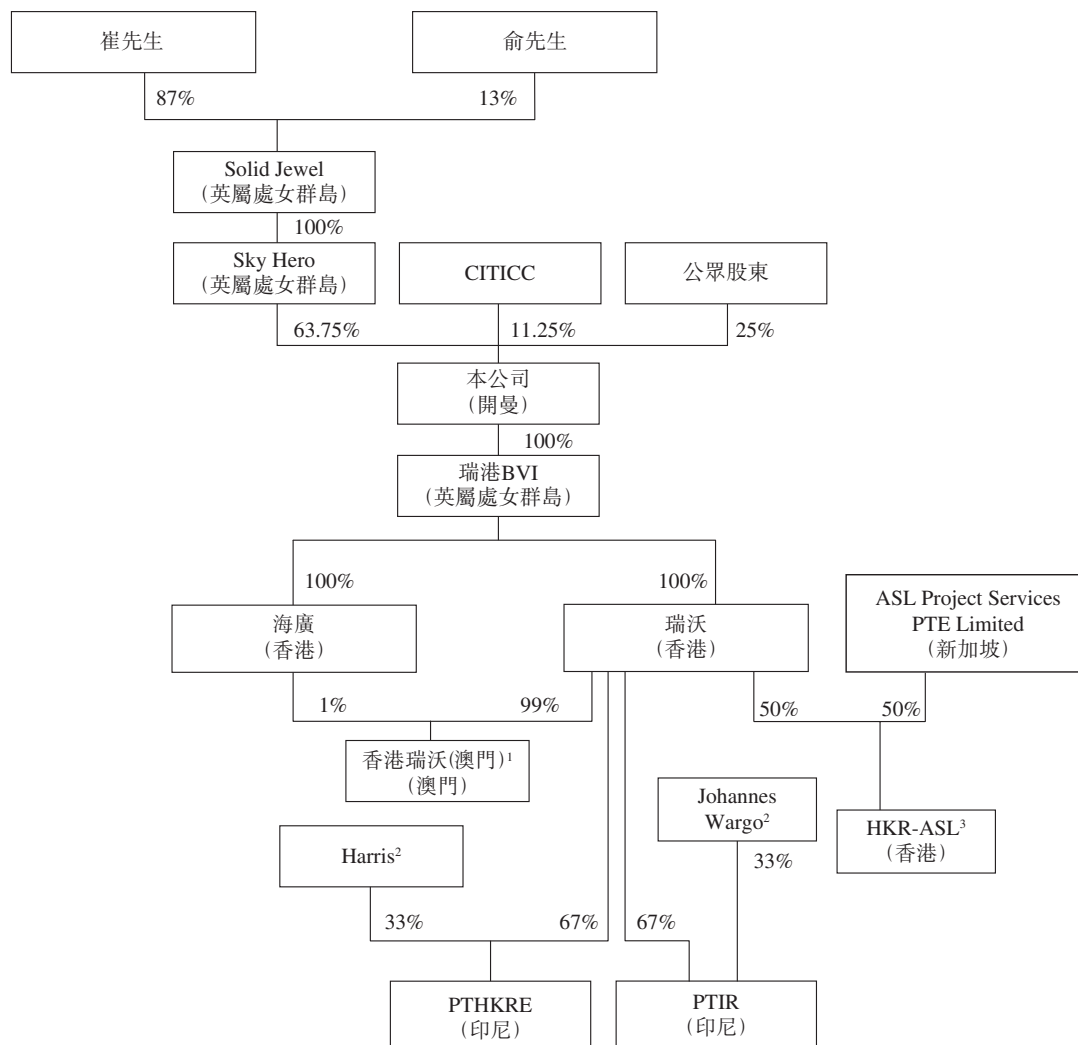 崔先生
俞先生
87%
13%
Solid Jewel
(英屬處女群島)
100%
Sky Hero
(英屬處女群島)
CITICC
公眾股東
63.75%
11.25%
25%
本公司
(開曼)
100%
瑞港BVI
(英屬處女群島)
100%
100%
海廣
(香港)
瑞沃
(香港)
ASL Project Services
PTE Limited
(新加坡)
1%
99%
50%
50%
香港瑞沃(澳門)¹
(澳門)
Johannes
Wargo²
HKR-ASL³
(香港)
Harris²
33%
33%
67%
67%
PTHKRE
(印尼)
PTIR
(印尼)